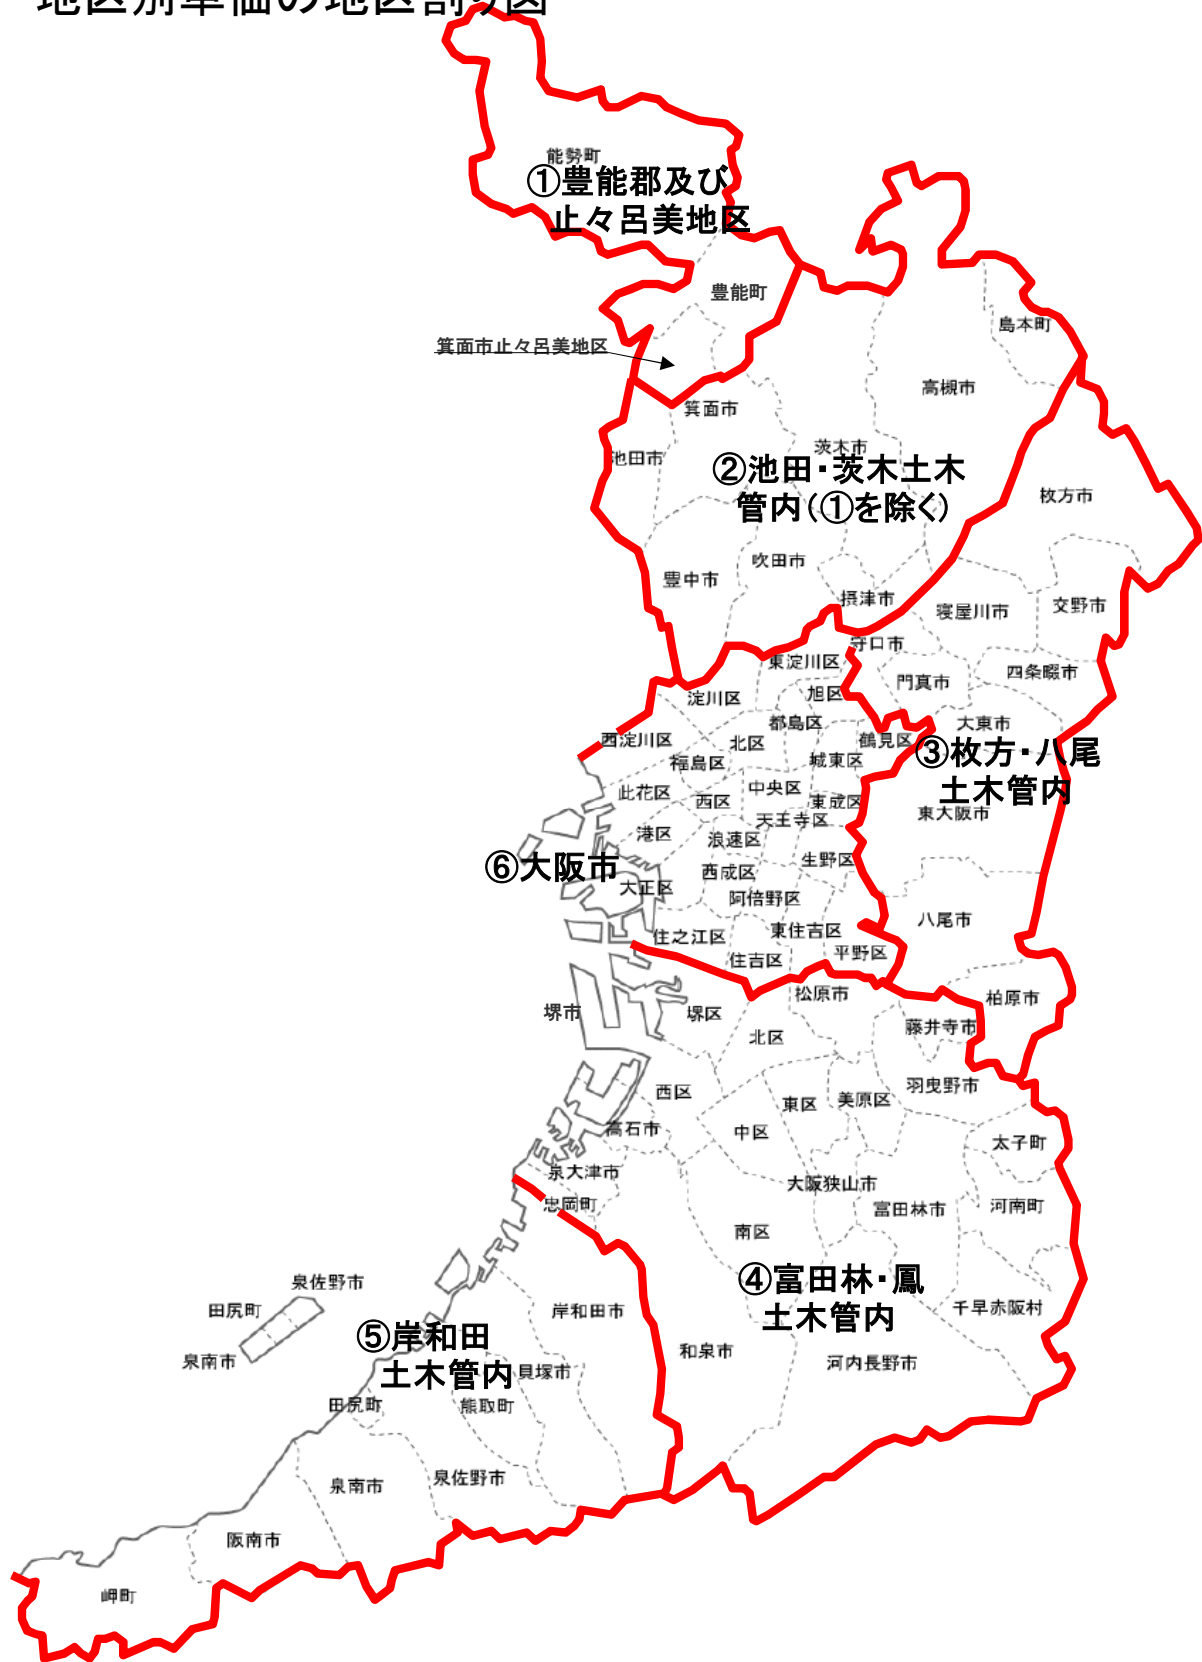 地区別単価の地区割り図
能勢町
①豊能郡及び
止々呂美地区
豊能町
島本町
箕面市止々呂美地区
高槻市
箕面市
茨木市
池田市
②池田・茨木土木
管内(①を除く)
枚方市
吹田市
豊中市
摂津市
交野市
寝屋川市
守口市
東淀川区
四条畷市
門真市
旭区
淀川区
都島区
大東市
西淀川区
北区
鶴見区
③枚方・八尾
土木管内
福島区
城東区
此花区
中央区
西区
東成区
東大阪市
天王寺区
港区
浪速区
生野区
⑥大阪市
西成区
大正区
阿倍野区
八尾市
東住吉区
住之江区
平野区
住吉区
松原市
柏原市
堺市
堺区
藤井寺市
北区
羽曳野市
西区
美原区
東区
高石市
中区
太子町
泉大津市
大阪狭山市
忠岡町
河南町
富田林市
南区
④富田林・鳳
土木管内
泉佐野市
田尻町
岸和田市
千早赤阪村
⑤岸和田
土木管内
和泉市
泉南市
河内長野市
貝塚市
田尻町
熊取町
泉佐野市
泉南市
阪南市
岬町